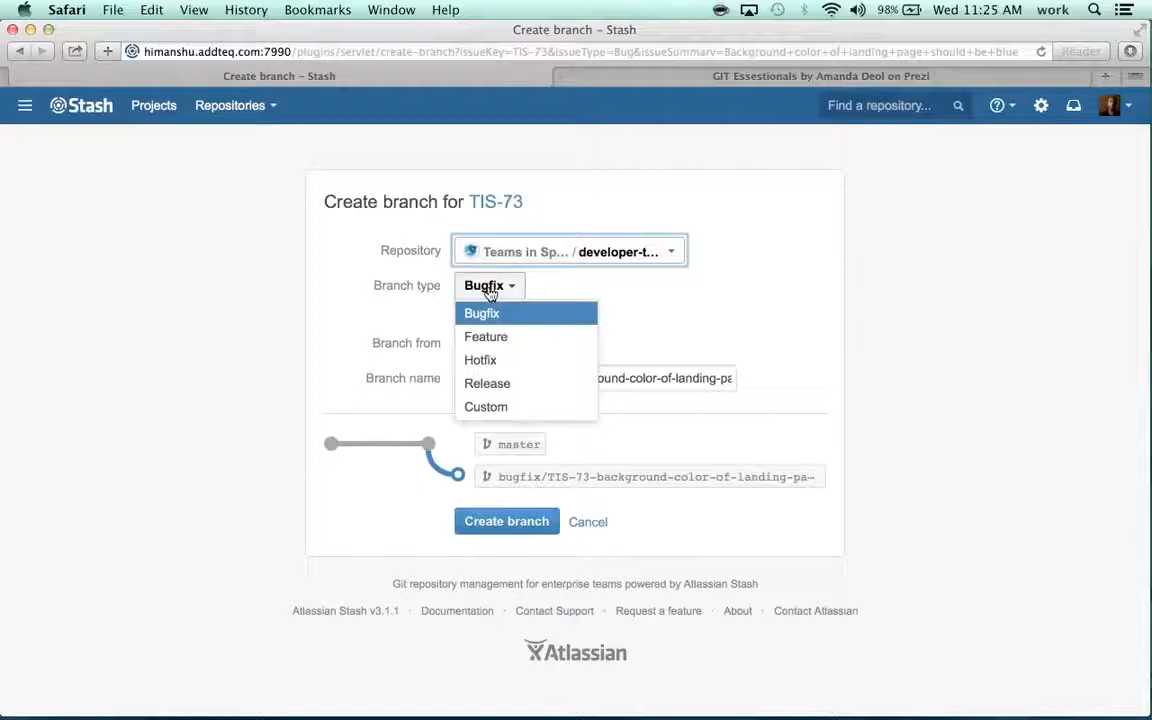 Safari File Edit View History Bookmarks Window Help 98% Wed 11:25 AM work
Create branch – Stash
himanshu.addteq.com:7990/plugins/servlet/create-branch?issueKey=TIS-73&issueType=Bug&issueSummary=Background+color+of+landing+page+should+be+blue Reader
Create branch – Stash GIT Essestionals by Amanda Deol on Prezi
Stash Projects Repositories Find a repository...
Create branch for TIS-73
Repository Teams in Sp... / developer-t...
Branch type Bugfix
Bugfix
Feature
Branch from
Hotfix
Branch name ound-color-of-landing-pa
Release
Custom
master
bugfix/TIS-73-background-color-of-landing-pa⋯
Create branch Cancel
Git repository management for enterprise teams powered by Atlassian Stash
Atlassian Stash v3.1.1 · Documentation · Contact Support · Request a feature · About · Contact Atlassian
Atlassian